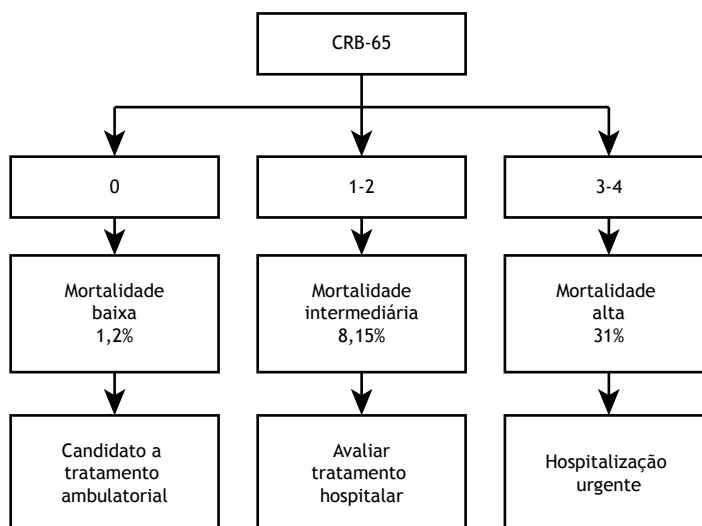 CRB-65
0
1-2
3-4
Mortalidade
baixa
1,2%
Mortalidade
intermediária
8,15%
Mortalidade
alta
31%
Candidato a
tratamento
ambulatorial
Avaliar
tratamento
hospitalar
Hospitalização
urgente